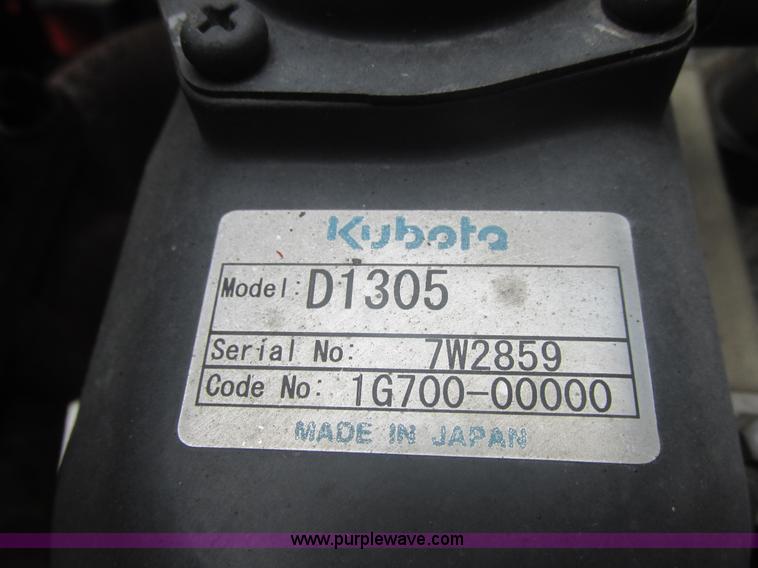 Kubota
Model: D1305
Serial No: 7W2859
Code No: 1G700-00000
MADE IN JAPAN
www.purplewave.com